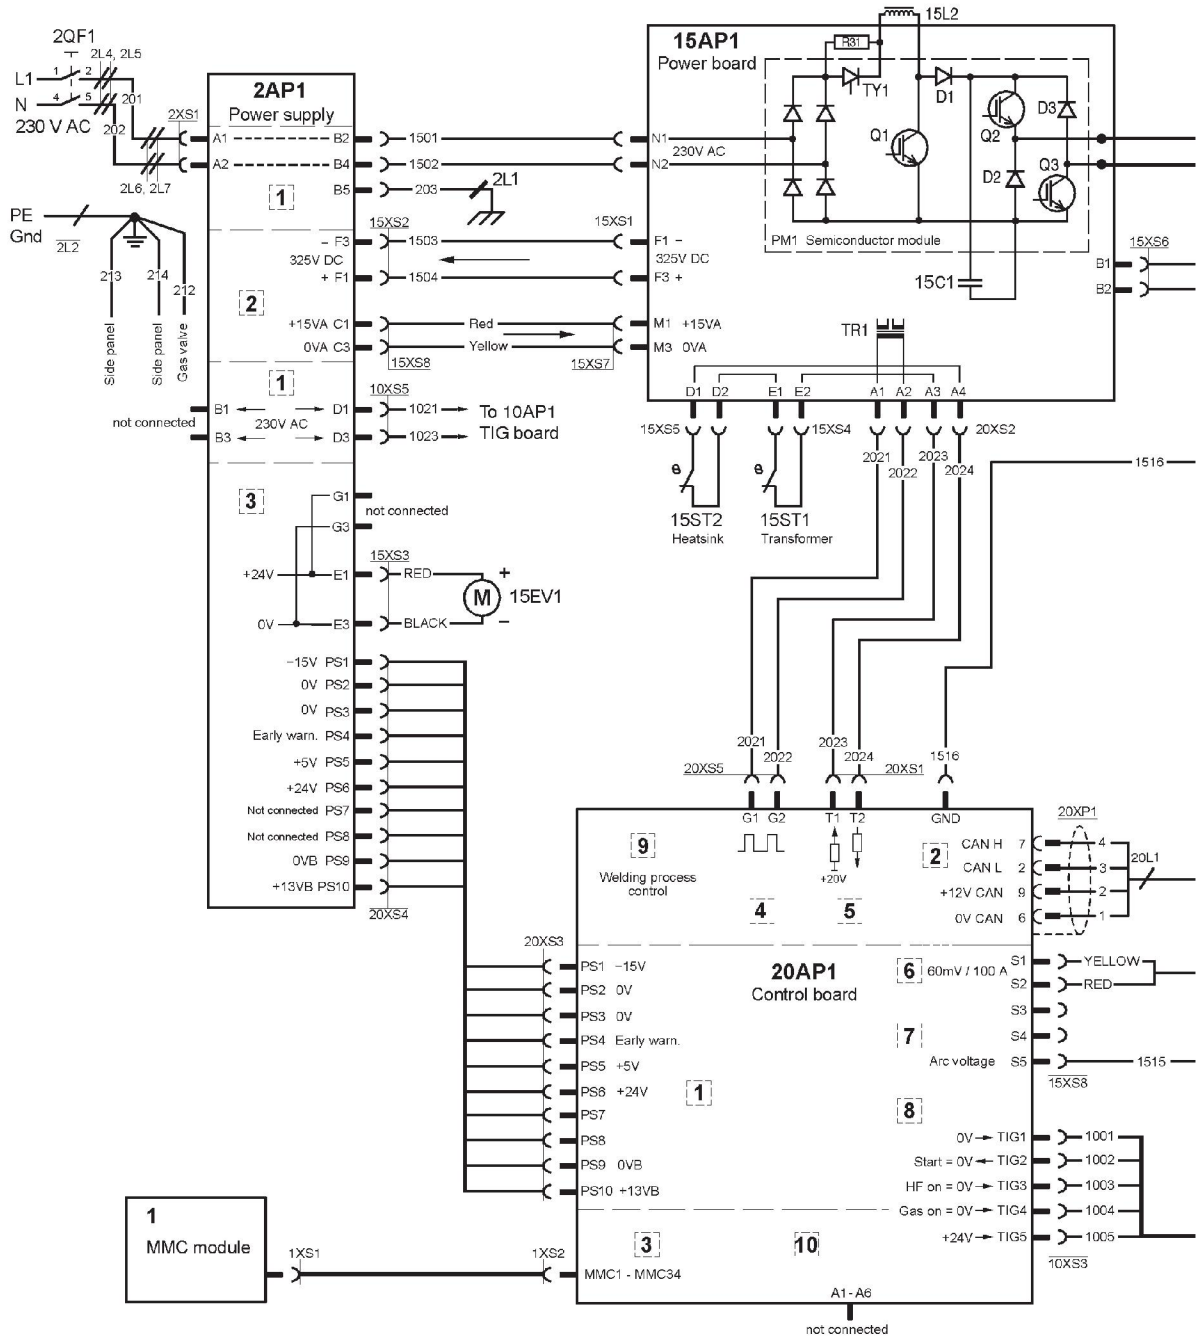 2QF1
2L4, 2L5
L1
1
2
N
4
5
230 V AC
201
202
2XS1
2L6, 2L7
PE
Gnd
2L2
213
214
212
Side panel
Side panel
Gas valve
2AP1
Power supply
A1
B2
1501
A2
B4
1502
B5
203
2L1
1
15XS2
15XS1
– F3
1503
325V DC
+ F1
1504
2
+15VA C1
Red
0VA C3
Yellow
15XS8
15XS7
1
10XS5
not connected
B1
D1
1021
To 10AP1
230V AC
B3
D3
1023
TIG board
3
G1
not connected
G3
15XS3
+24V
E1
RED
+
M
15EV1
0V
E3
BLACK
–
–15V PS1
0V PS2
0V PS3
Early warn. PS4
+5V PS5
+24V PS6
Not connected PS7
Not connected PS8
0VB PS9
+13VB PS10
20XS4
15L2
15AP1
Power board
R31
TY1
D1
D3
Q1
Q2
D2
Q3
N1
230V AC
N2
PM1 Semiconductor module
F1 –
325V DC
F3 +
15C1
15XS6
B1
B2
M1 +15VA
M3 0VA
TR1
D1
D2
E1
E2
A1
A2
A3
A4
15XS5
15XS4
20XS2
θ
θ
15ST2
Heatsink
15ST1
Transformer
2021
2022
2023
2024
1516
2021
2022
2023
2024
1516
20XS5
20XS1
G1
G2
T1
T2
GND
20XP1
9
Welding process
control
+20V
2
4
5
CAN H 7
4
CAN L 2
3
+12V CAN 9
2
0V CAN 6
1
20L1
20XS3
20AP1
Control board
6
60mV / 100 A
S1
YELLOW
S2
RED
S3
7
S4
Arc voltage S5
1515
15XS8
PS1 –15V
PS2 0V
PS3 0V
PS4 Early warn.
PS5 +5V
PS6 +24V
PS7
PS8
PS9 0VB
PS10 +13VB
1
8
0V
TIG1
1001
Start = 0V
TIG2
1002
HF on = 0V
TIG3
1003
Gas on = 0V
TIG4
1004
+24V
TIG5
1005
10XS3
1
MMC module
1XS1
1XS2
3
10
MMC1 - MMC34
A1- A6
not connected